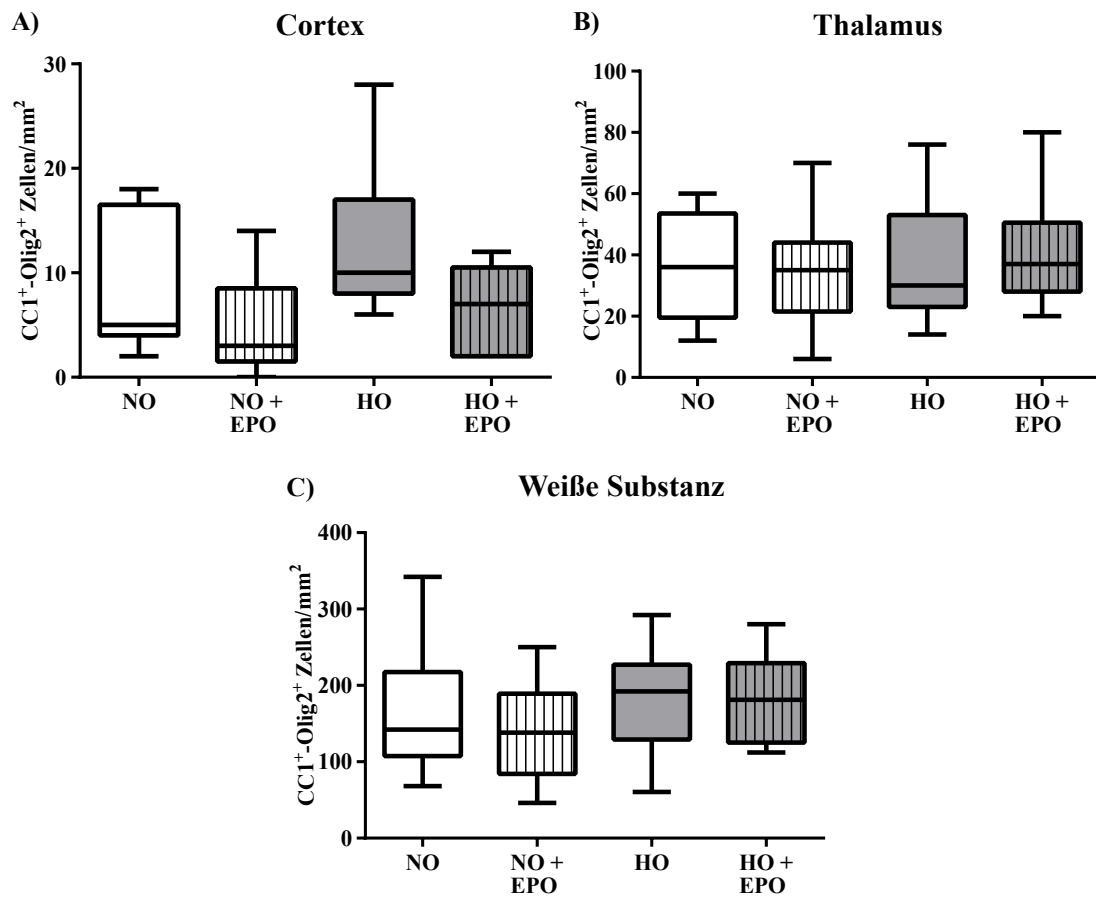 A)
Cortex
CC1⁺-Olig2⁺ Zellen/mm²
30
20
10
0
NO
NO +
EPO
HO
HO +
EPO
B)
Thalamus
CC1⁺-Olig2⁺ Zellen/mm²
100
80
60
40
20
0
NO
NO +
EPO
HO
HO +
EPO
C)
Weiße Substanz
CC1⁺-Olig2⁺ Zellen/mm²
400
300
200
100
0
NO
NO +
EPO
HO
HO +
EPO